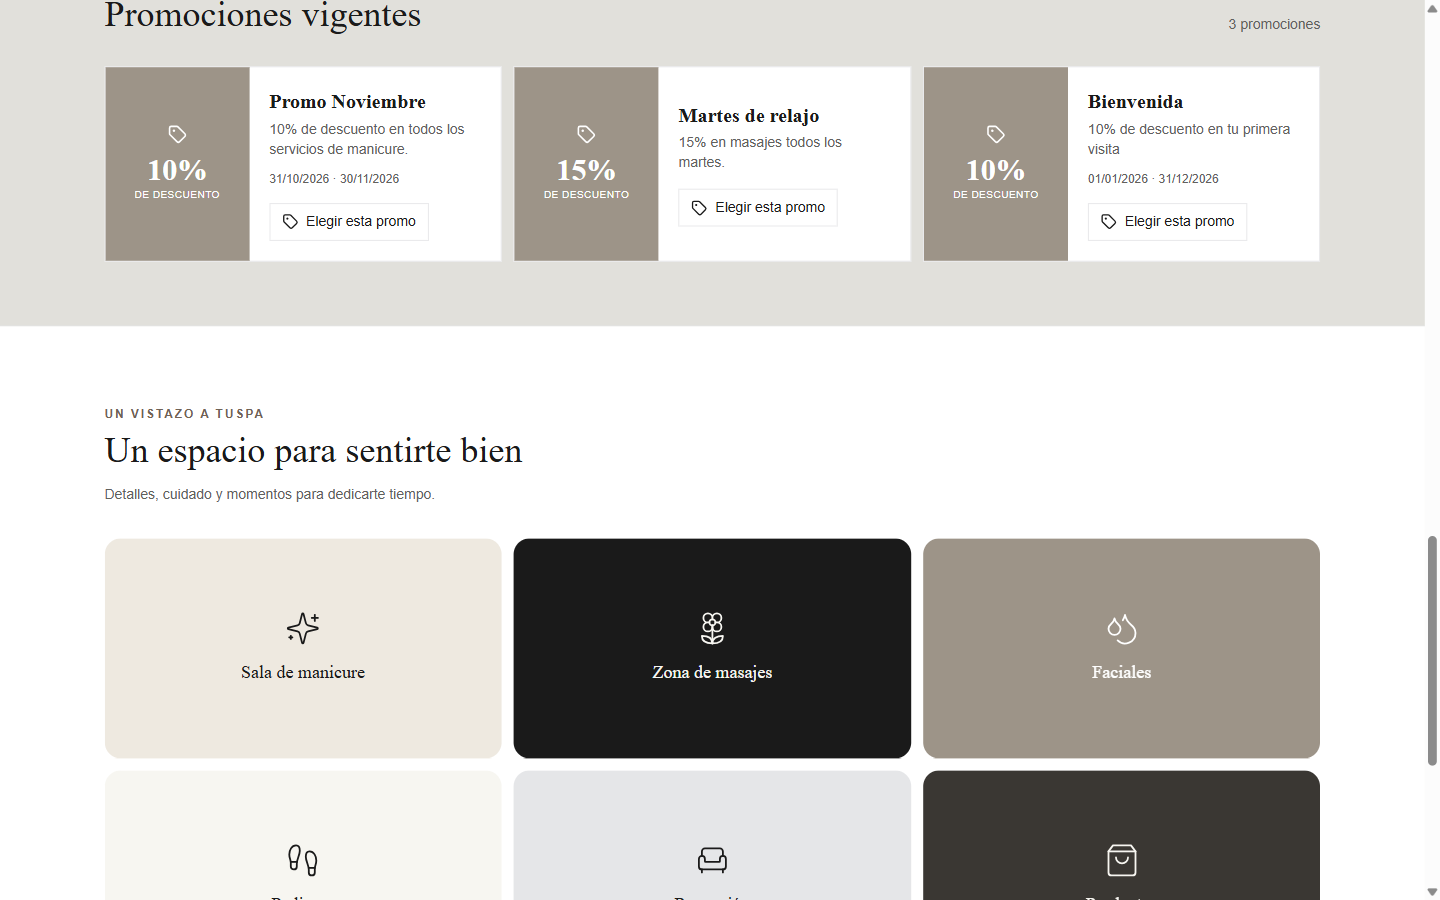 Promociones vigentes
3 promociones
10%
DE DESCUENTO
Promo Noviembre
10% de descuento en todos los
servicios de manicure.
31/10/2026 · 30/11/2026
Elegir esta promo
15%
DE DESCUENTO
Martes de relajo
15% en masajes todos los
martes.
Elegir esta promo
10%
DE DESCUENTO
Bienvenida
10% de descuento en tu primera
visita
01/01/2026 · 31/12/2026
Elegir esta promo
UN VISTAZO A TUSPA
Un espacio para sentirte bien
Detalles, cuidado y momentos para dedicarte tiempo.
Sala de manicure
Zona de masajes
Faciales